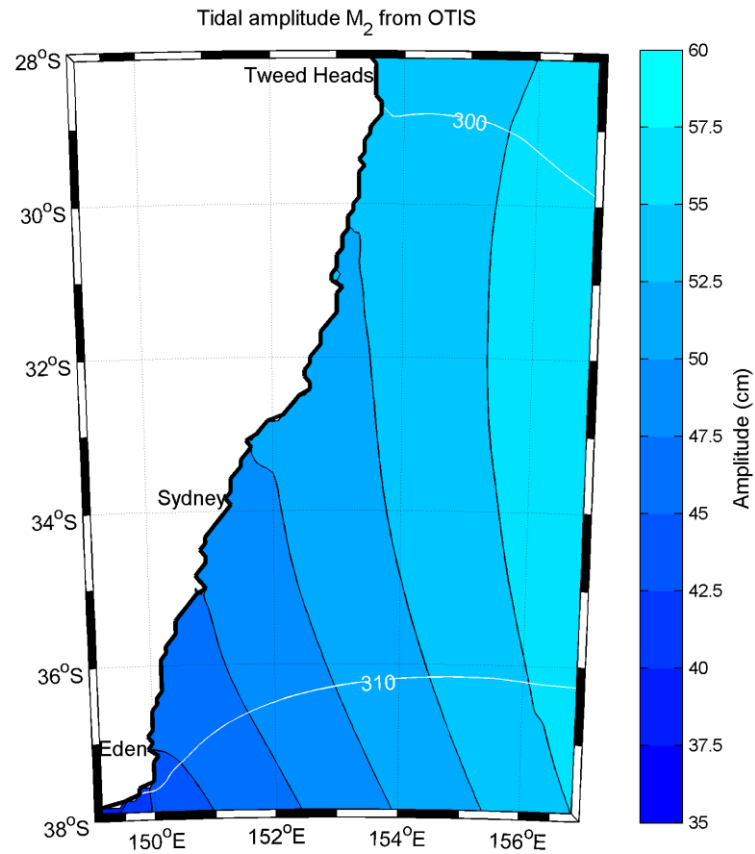 Tidal amplitude M2 from OTIS
28°S
Tweed Heads
300
30°S
32°S
Sydney
34°S
36°S
310
Eden
38°S
150°E
152°E
154°E
156°E
60
57.5
55
52.5
50
47.5
45
42.5
40
37.5
35
Amplitude (cm)